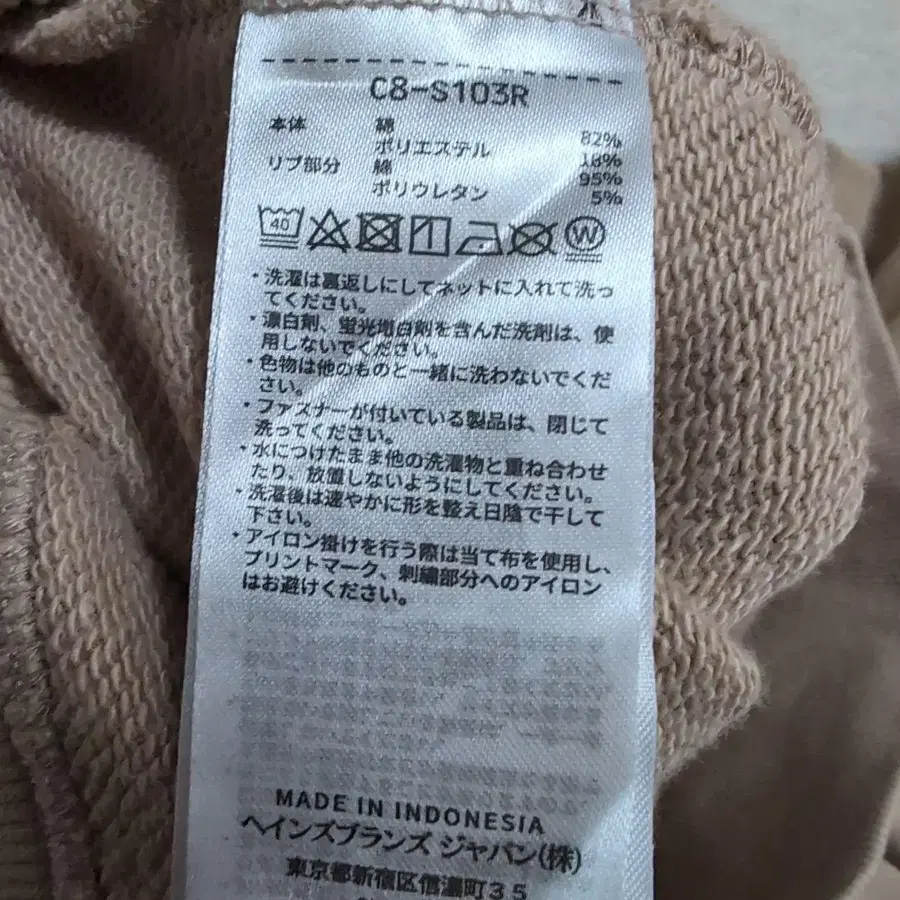 C8-S103R
本体 綿 82%
ポリエステル 18%
リブ部分 綿 95%
ポリウレタン 5%
40 W
・洗濯は裏返しにしてネットに入れて洗っ
てください。
・漂白剤、蛍光増白剤を含んだ洗剤は、使
用しないでください。
・色物は他のものと一緒に洗わないでくだ
さい。
・ファスナーが付いている製品は、閉じて
洗ってください。
・水につけたまま他の洗濯物と重ね合わせ
たり、放置しないようにしてください。
・洗濯後は速やかに形を整え日陰で干して
下さい。
・アイロン掛けを行う際は当て布を使用し、
プリントマーク、刺繍部分へのアイロン
はお避けください。
MADE IN INDONESIA
ヘインズブランズ ジャパン(株)
東京都新宿区信濃町35